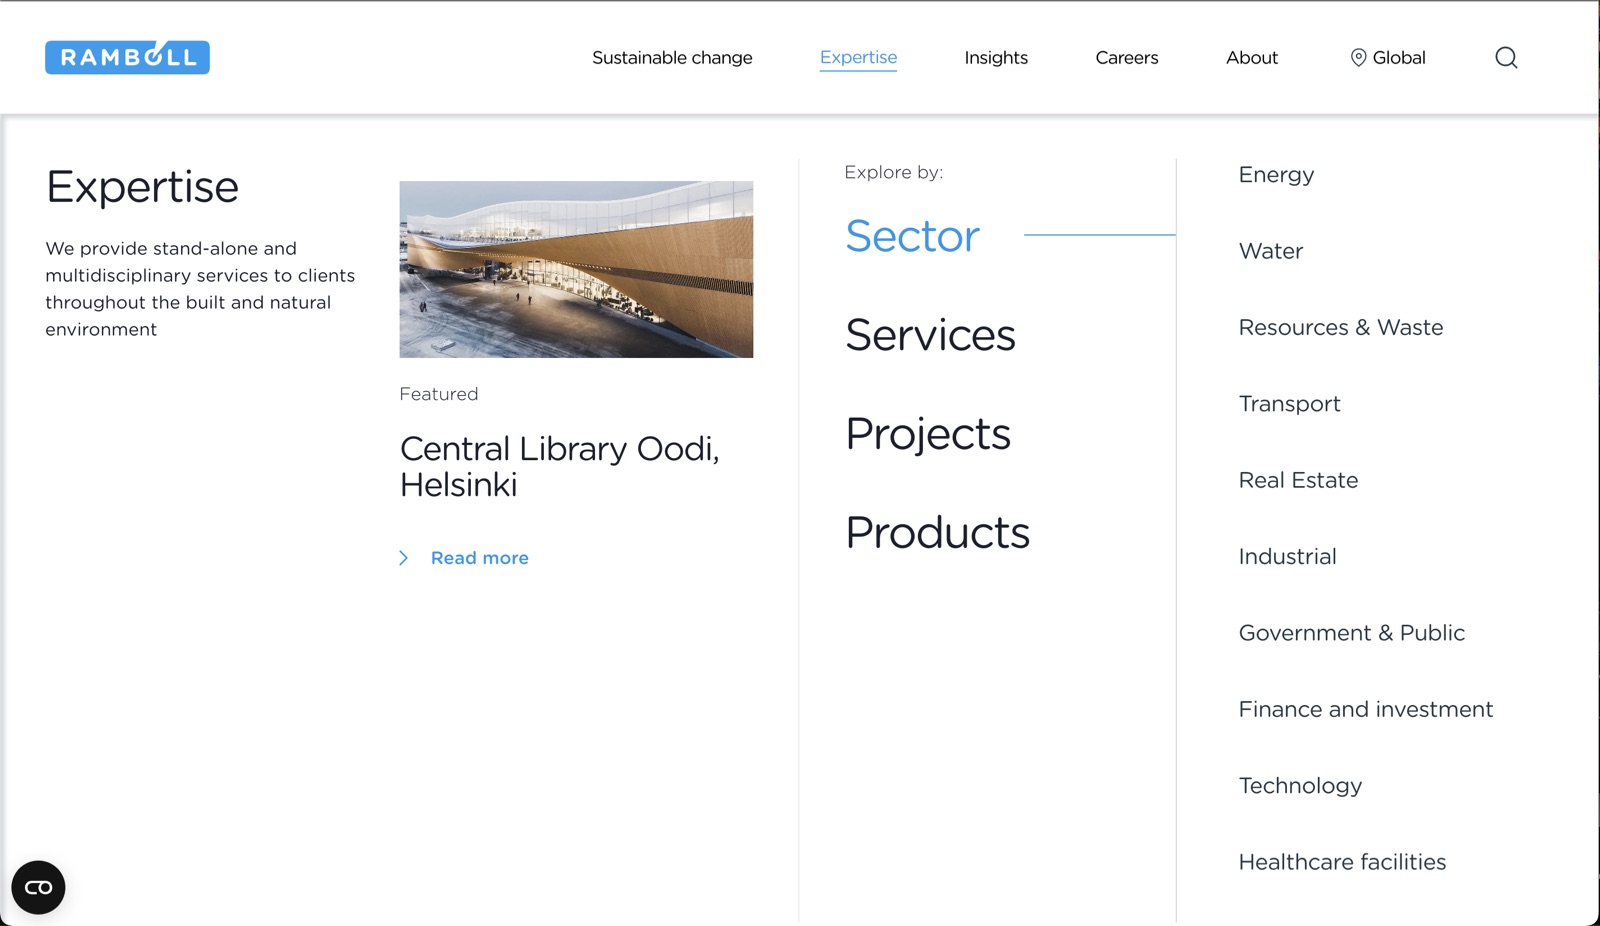 RAMBOLL
Sustainable change
Expertise
Insights
Careers
About
Global
Expertise
We provide stand-alone and
multidisciplinary services to clients
throughout the built and natural
environment
Featured
Central Library Oodi,
Helsinki
Read more
Explore by:
Sector
Services
Projects
Products
Energy
Water
Resources & Waste
Transport
Real Estate
Industrial
Government & Public
Finance and investment
Technology
Healthcare facilities